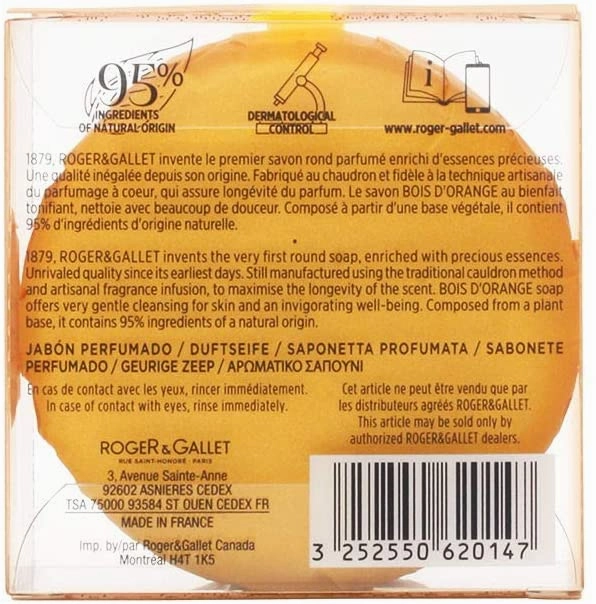 95%
INGREDIENTS
OF NATURAL ORIGIN
DERMATOLOGICAL
CONTROL
i
www.roger-gallet.com
1879, ROGER&GALLET invente le premier savon rond parfumé enrichi d'essences précieuses.
Une qualité inégalée depuis son origine. Fabriqué au chaudron et fidèle à la technique artisanale
du parfumage à coeur, qui assure longévité du parfum. Le savon BOIS D'ORANGE au bienfait
tonifiant, nettoie avec beaucoup de douceur. Composé à partir d'une base végétale, il contient
95% d'ingrédients d'origine naturelle.
1879, ROGER&GALLET invents the very first round soap, enriched with precious essences.
Unrivaled quality since its earliest days. Still manufactured using the traditional cauldron method
and artisanal fragrance infusion, to maximise the longevity of the scent. BOIS D'ORANGE soap
offers very gentle cleansing for skin and an invigorating well-being. Composed from a plant
base, it contains 95% ingredients of a natural origin.
JABÓN PERFUMADO / DUFTSEIFE / SAPONETTA PROFUMATA / SABONETE
PERFUMADO / GEURIGE ZEEP / ΑΡΩΜΑΤΙΚΟ ΣΑΠΟΥΝΙ
En cas de contact avec les yeux, rincer immédiatement.
In case of contact with eyes, rinse immediately.
Cet article ne peut être vendu que par
les distributeurs agréés ROGER&GALLET.
This article may be sold only by
authorized ROGER&GALLET dealers.
ROGER & GALLET
RUE SAINT-HONORÉ · PARIS
3, Avenue Sainte-Anne
92602 ASNIERES CEDEX
TSA 75000 93584 ST OUEN CEDEX FR
MADE IN FRANCE
Imp. by/par Roger&Gallet Canada
Montréal H4T 1K5
3 252550 620147